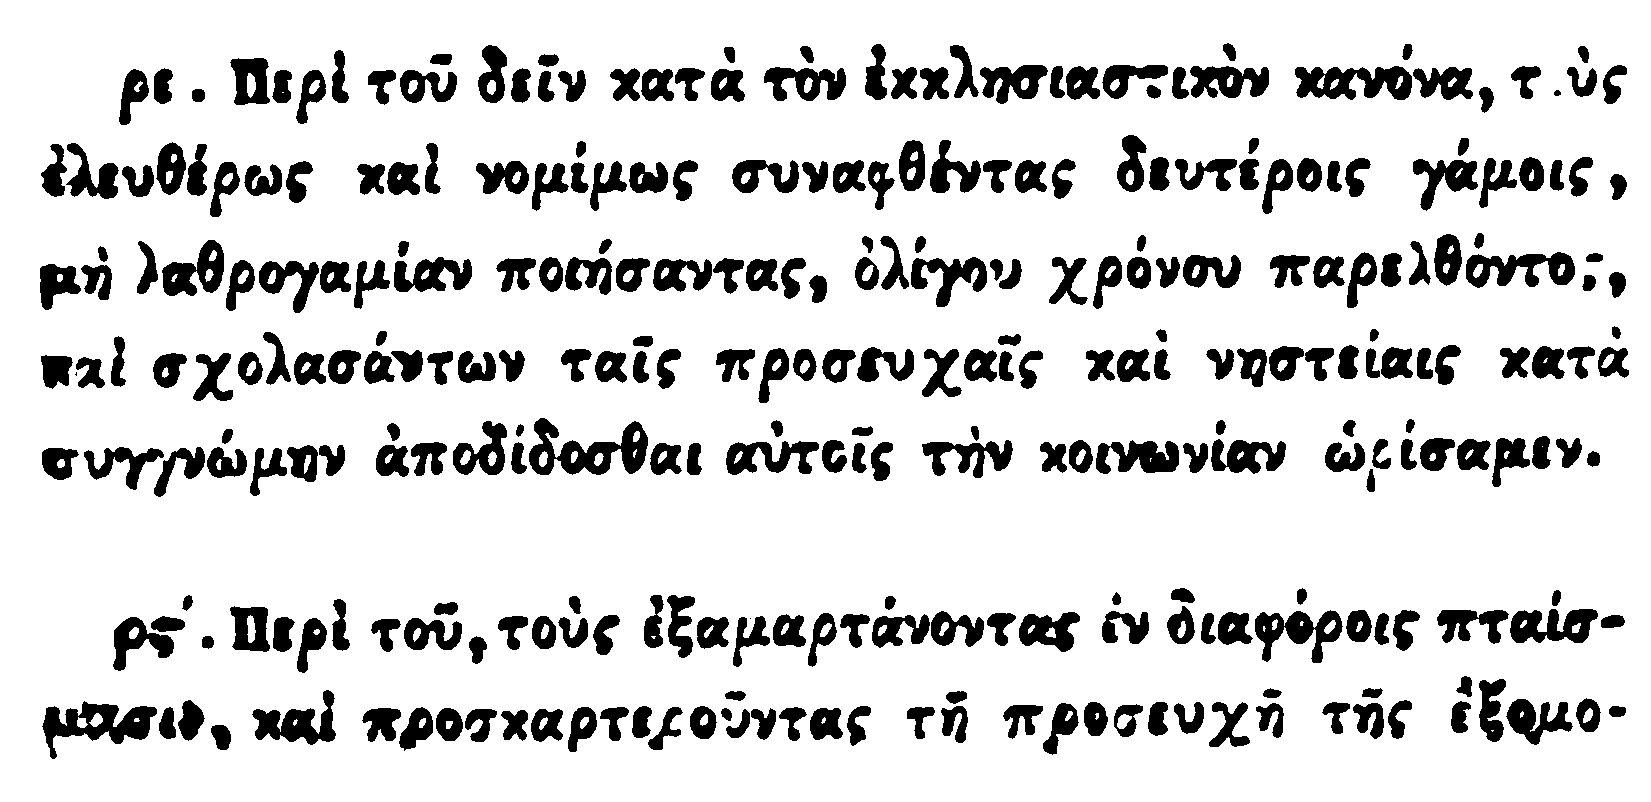 ρε. Περὶ τοῦ δεῖν κατὰ τὸν ἐκκλησιαστικὸν κανόνα, τοὺς
ἐλευθέρως καὶ νομίμως συναφθέντας δευτέροις γάμοις,
μὴ λαθρογαμίαν ποιήσαντας, ὀλίγου χρόνου παρελθόντος,
καὶ σχολασάντων ταῖς προσευχαῖς καὶ νηστείαις κατὰ
συγγνώμην ἀποδίδοσθαι αὐτοῖς τὴν κοινωνίαν ὡρίσαμεν.
ρϛ′. Περὶ τοῦ, τοὺς ἐξαμαρτάνοντας ἐν διαφόροις πταίσ-
μασιν, καὶ προσκαρτεροῦντας τῇ προσευχῇ τῆς ἐξομο-